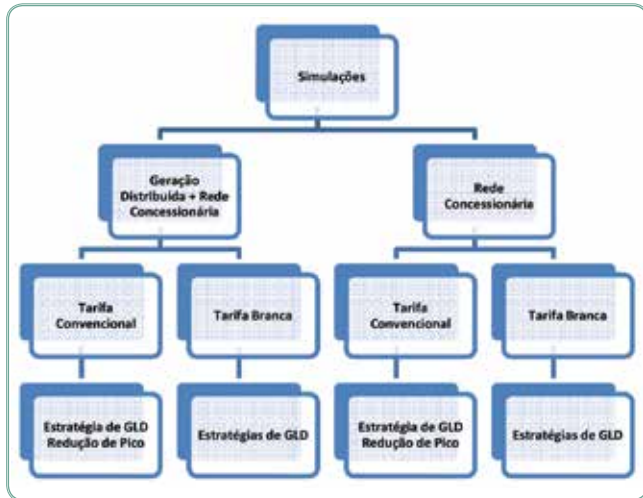 Simulações
Geração
Distribuída + Rede
Concessionária
Rede
Concessionária
Tarifa
Convencional
Tarifa Branca
Tarifa
Convencional
Tarifa Branca
Estratégia de GLD
Redução de Pico
Estratégias de GLD
Estratégia de GLD
Redução de Pico
Estratégias de GLD